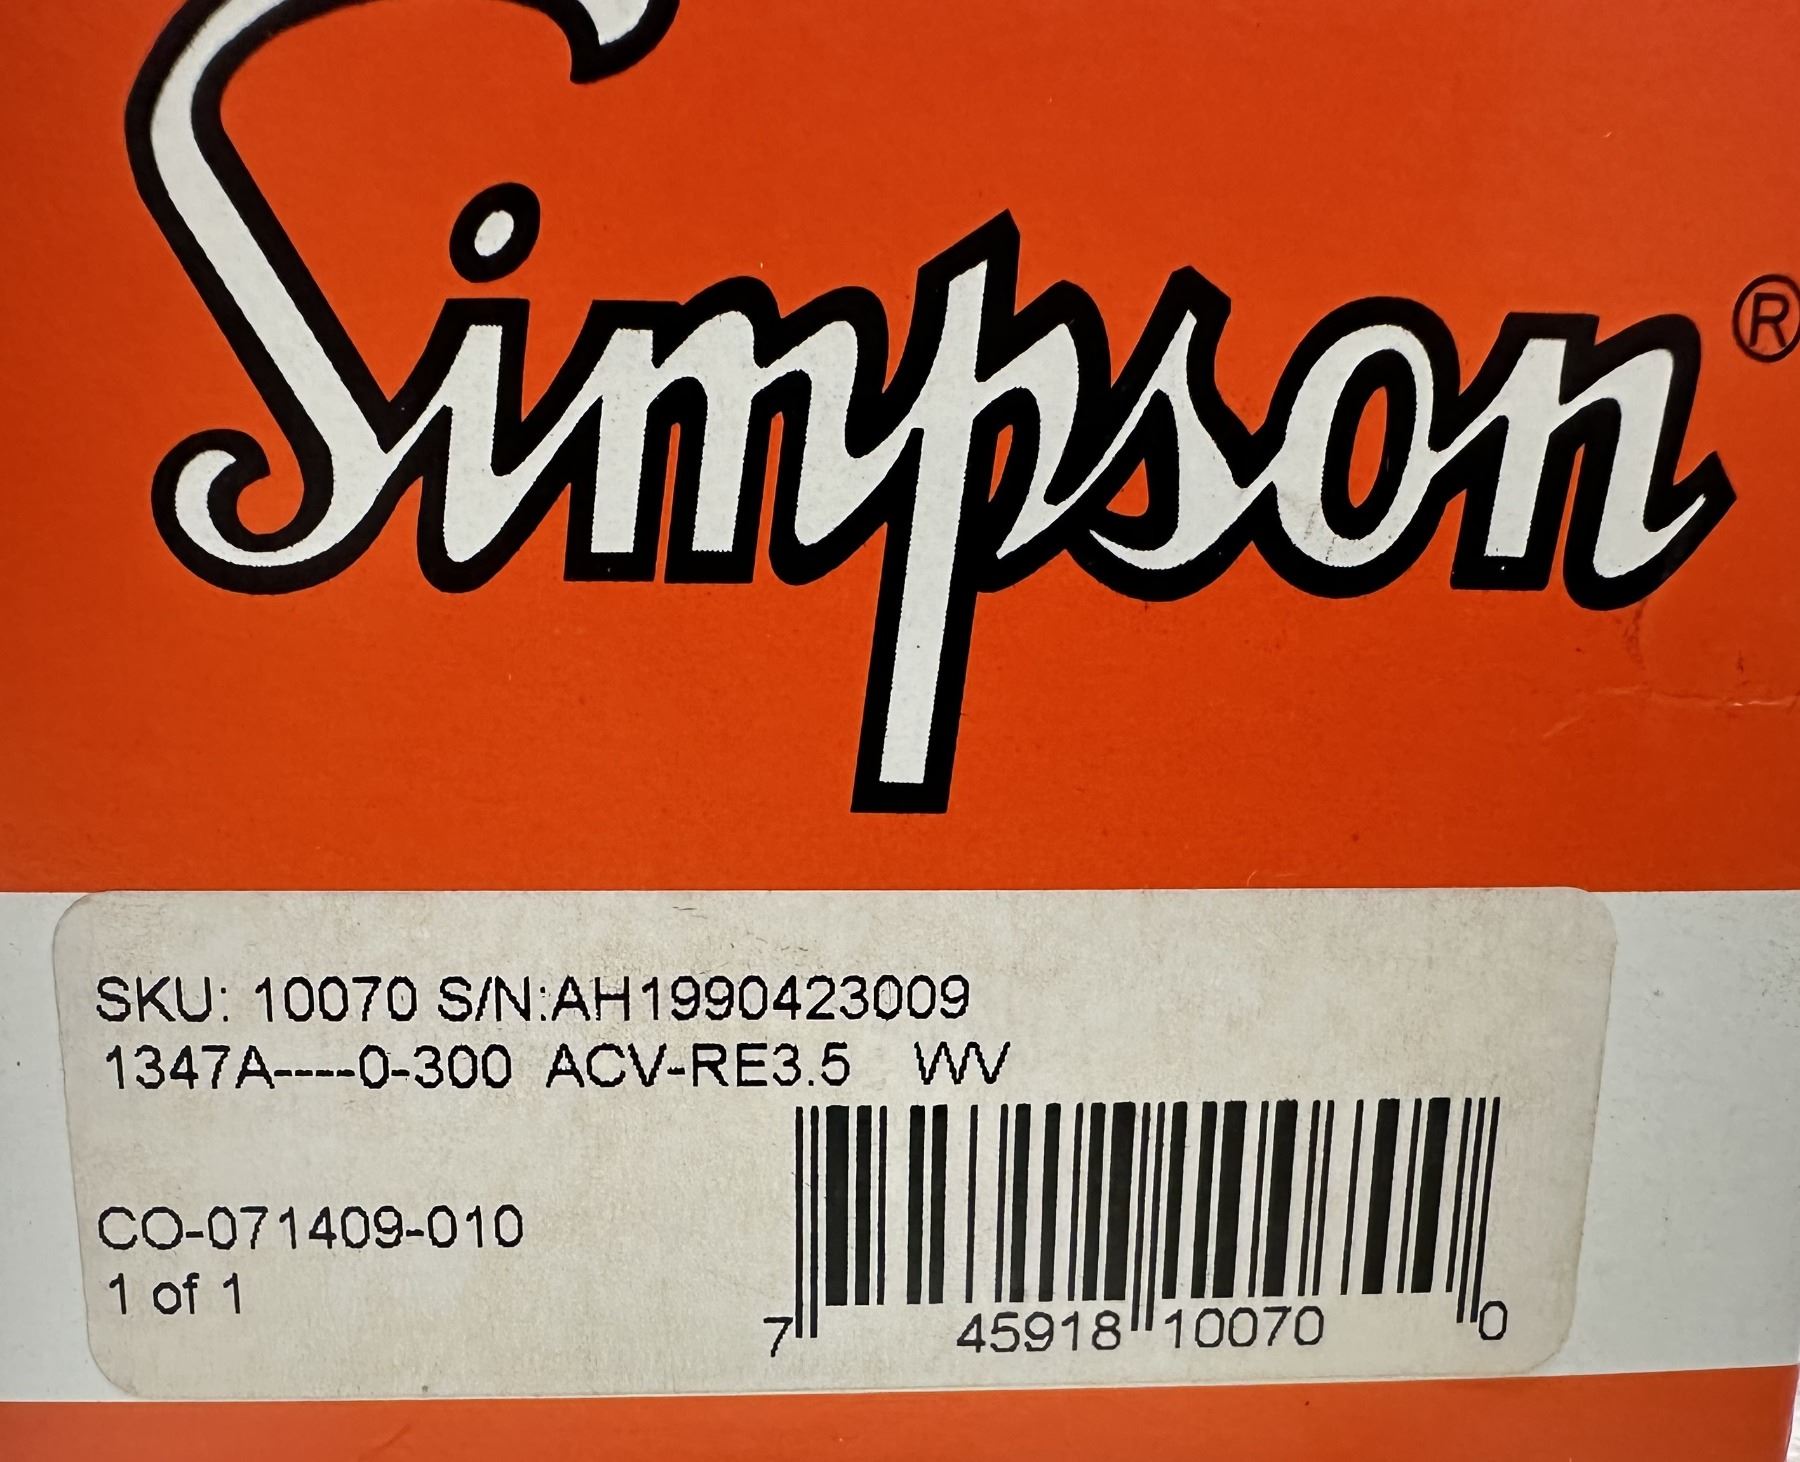 Simpson®
SKU: 10070 S/N:AH1990423009
1347A----0-300 ACV-RE3.5 WV
CO-071409-010
1 of 1
7 45918 10070 0